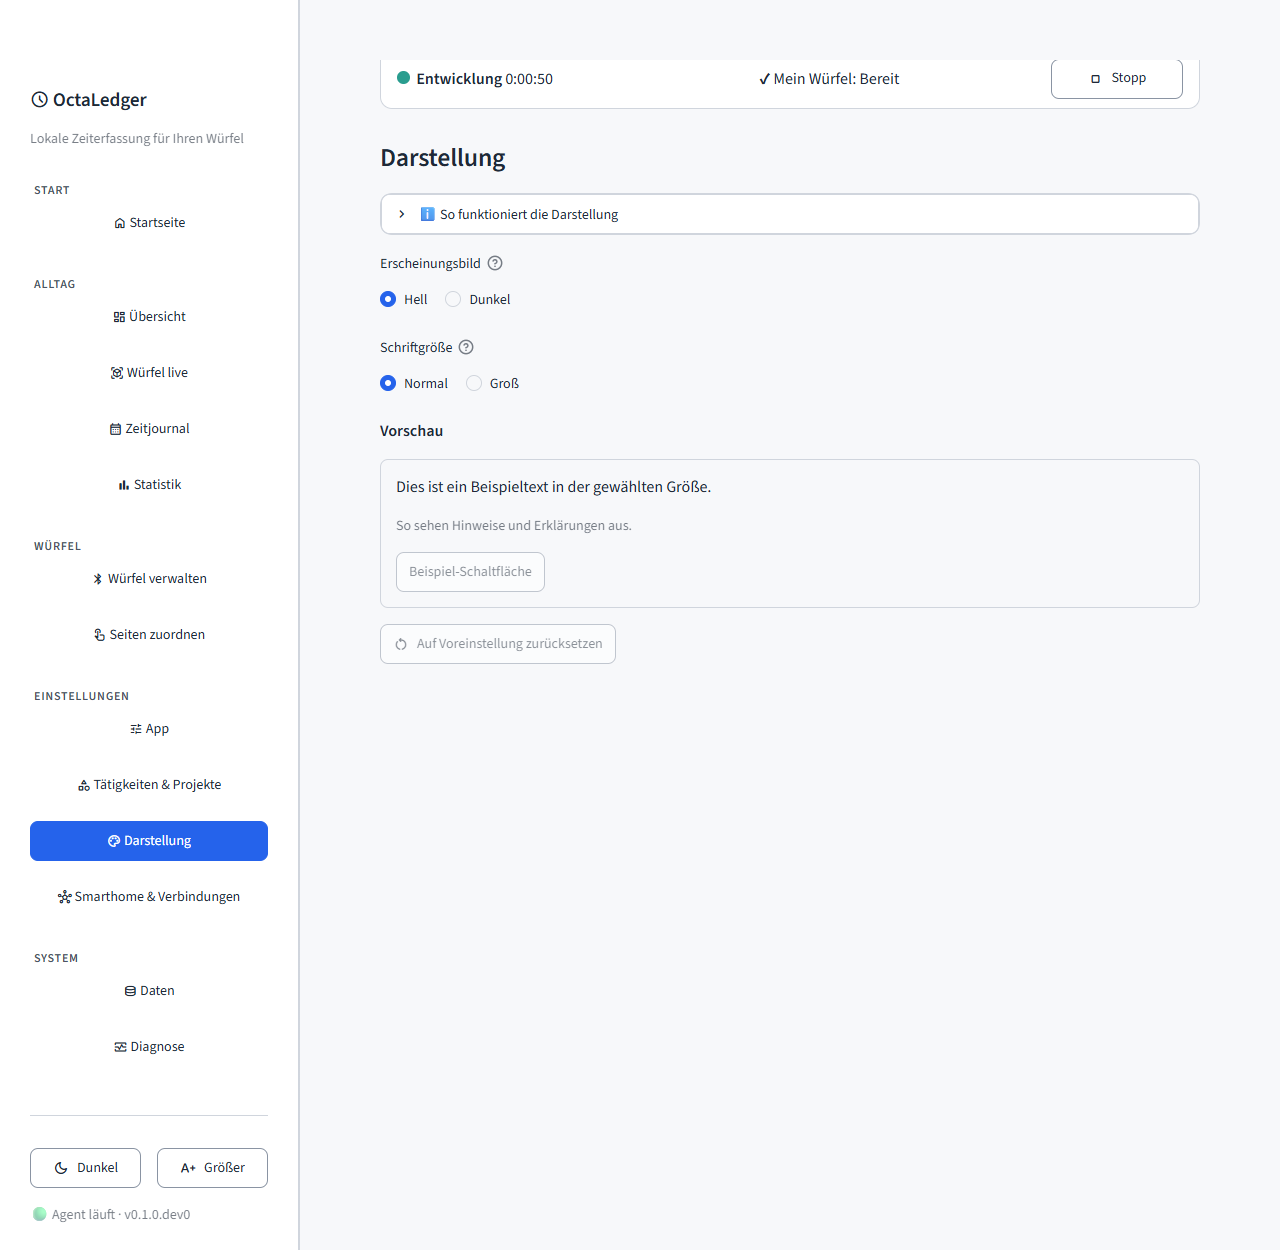 OctaLedger
Lokale Zeiterfassung für Ihren Würfel
START
Startseite
ALLTAG
Übersicht
Würfel live
Zeitjournal
Statistik
WÜRFEL
Würfel verwalten
Seiten zuordnen
EINSTELLUNGEN
App
Tätigkeiten & Projekte
Darstellung
Smarthome & Verbindungen
SYSTEM
Daten
Diagnose
Dunkel
A+ Größer
Agent läuft · v0.1.0.dev0
Entwicklung 0:00:50
✓ Mein Würfel: Bereit
Stopp
Darstellung
ℹ️ So funktioniert die Darstellung
Erscheinungsbild
Hell Dunkel
Schriftgröße
Normal Groß
Vorschau
Dies ist ein Beispieltext in der gewählten Größe.
So sehen Hinweise und Erklärungen aus.
Beispiel-Schaltfläche
Auf Voreinstellung zurücksetzen